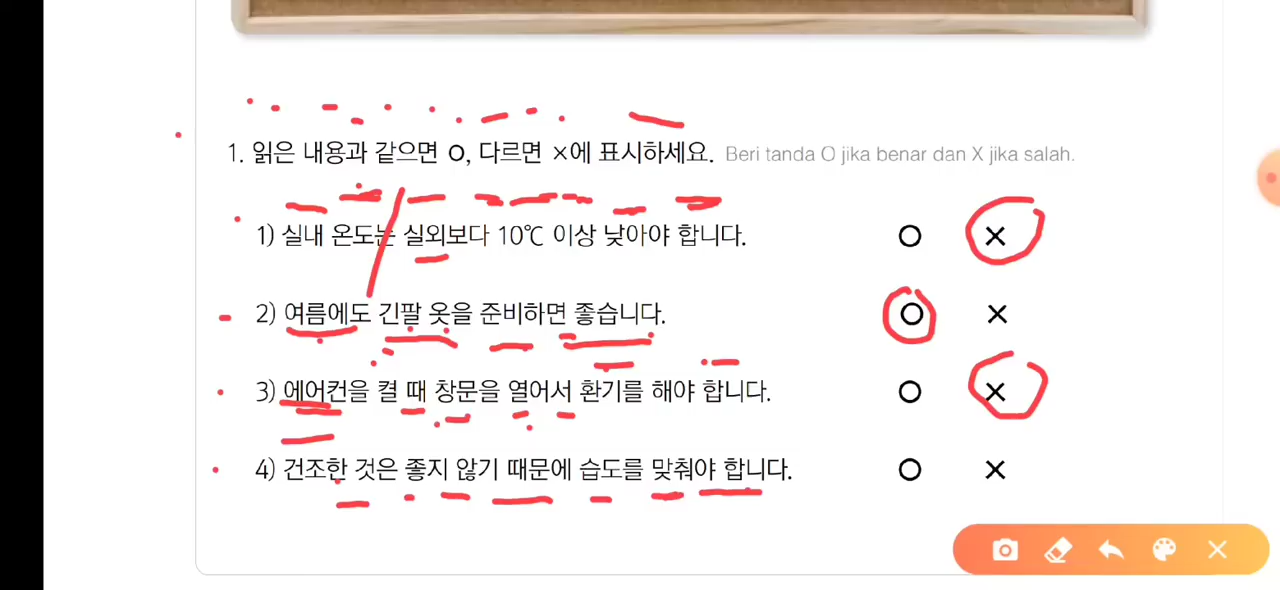 1. 읽은 내용과 같으면 O, 다르면 ×에 표시하세요. Beri tanda O jika benar dan X jika salah.
1) 실내 온도는 실외보다 10℃ 이상 낮아야 합니다. O ×
2) 여름에도 긴팔 옷을 준비하면 좋습니다. O ×
3) 에어컨을 켤 때 창문을 열어서 환기를 해야 합니다. O ×
4) 건조한 것은 좋지 않기 때문에 습도를 맞춰야 합니다. O ×